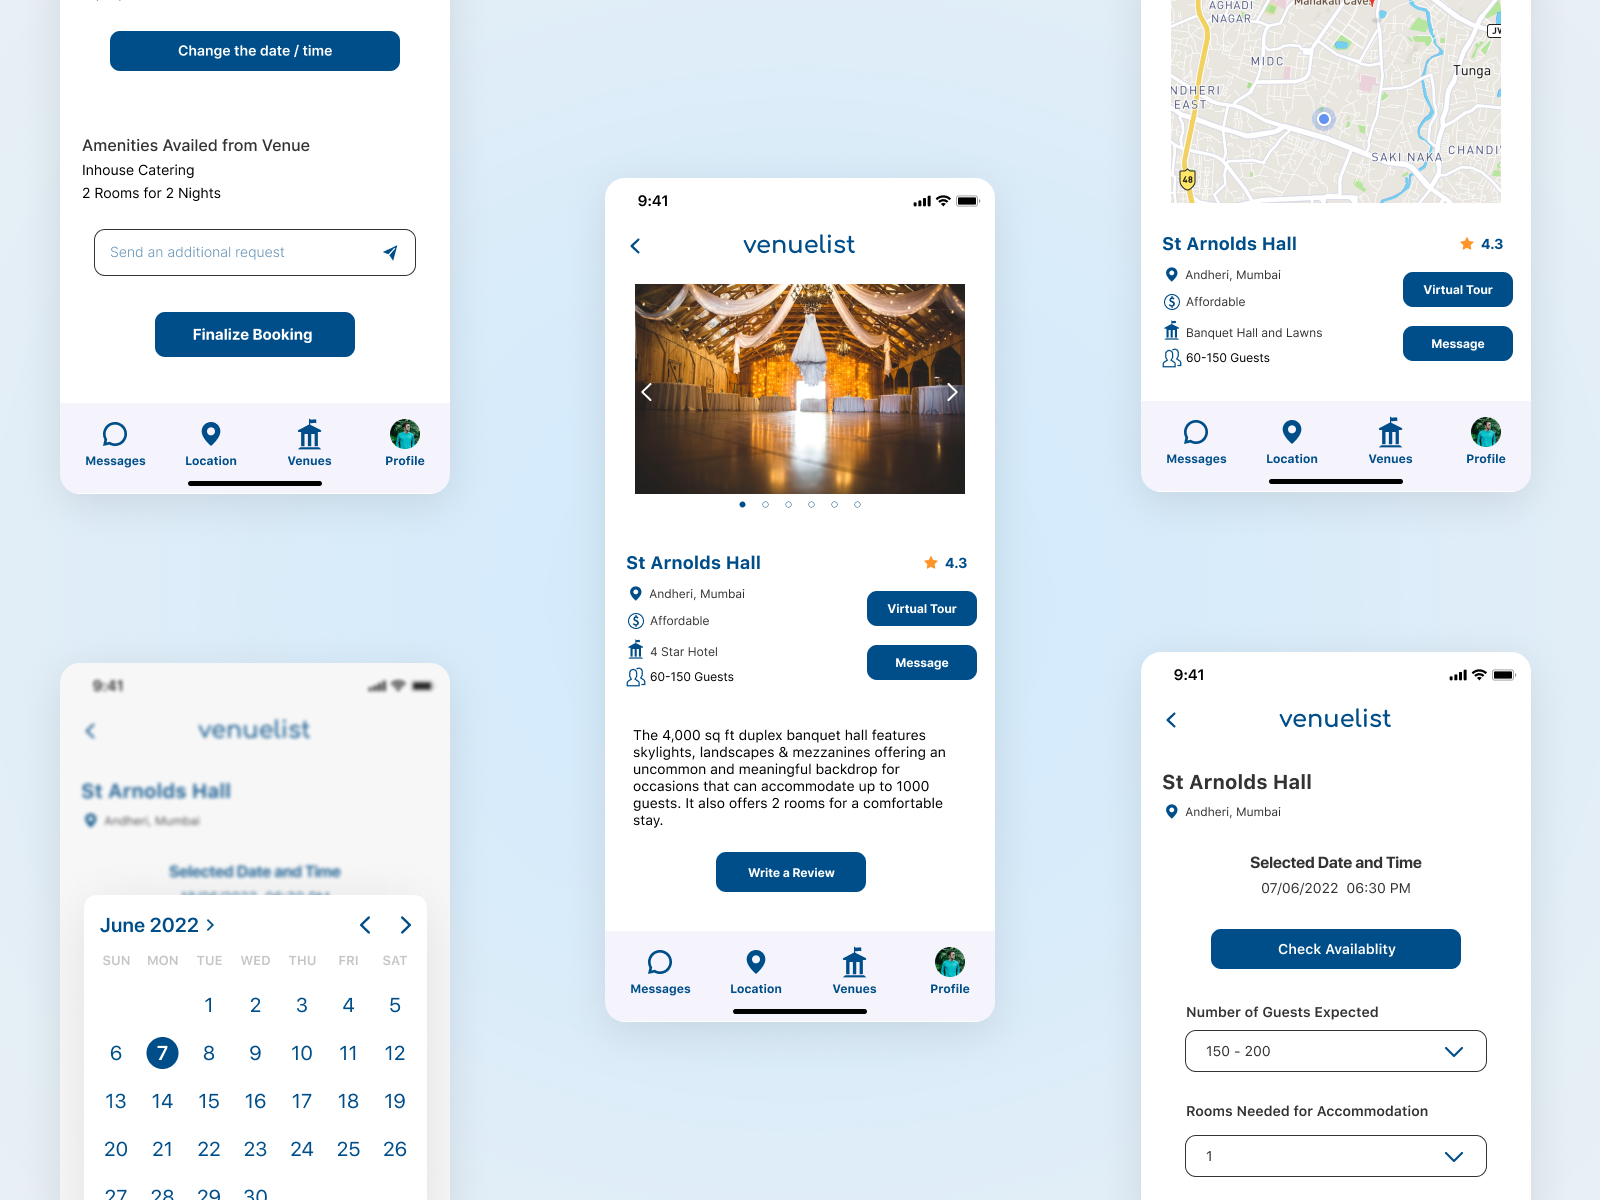 Change the date / time
Amenities Availed from Venue
Inhouse Catering
2 Rooms for 2 Nights
Send an additional request
Finalize Booking
Messages
Location
Venues
Profile
9:41
venuelist
Andheri, Mumbai
St Arnolds Hall
Selected Date and Time
June 2022
SUN MON TUE WED THU FRI SAT
1 2 3 4 5
6 7 8 9 10 11 12
13 14 15 16 17 18 19
20 21 22 23 24 25 26
27 28 29 30
9:41
venuelist
St Arnolds Hall
4.3
Andheri, Mumbai
Affordable
4 Star Hotel
60-150 Guests
Virtual Tour
Message
The 4,000 sq ft duplex banquet hall features
skylights, landscapes & mezzanines offering an
uncommon and meaningful backdrop for
occasions that can accommodate up to 1000
guests. It also offers 2 rooms for a comfortable
stay.
Write a Review
Messages
Location
Venues
Profile
AGHADI
NAGAR
Manakali
MIDC
Tunga
NDHERI
EAST
SAKI NAKA
CHANDI
48
St Arnolds Hall
4.3
Andheri, Mumbai
Affordable
Banquet Hall and Lawns
60-150 Guests
Virtual Tour
Message
Messages
Location
Venues
Profile
9:41
venuelist
St Arnolds Hall
Andheri, Mumbai
Selected Date and Time
07/06/2022 06:30 PM
Check Availablity
Number of Guests Expected
150 - 200
Rooms Needed for Accommodation
1